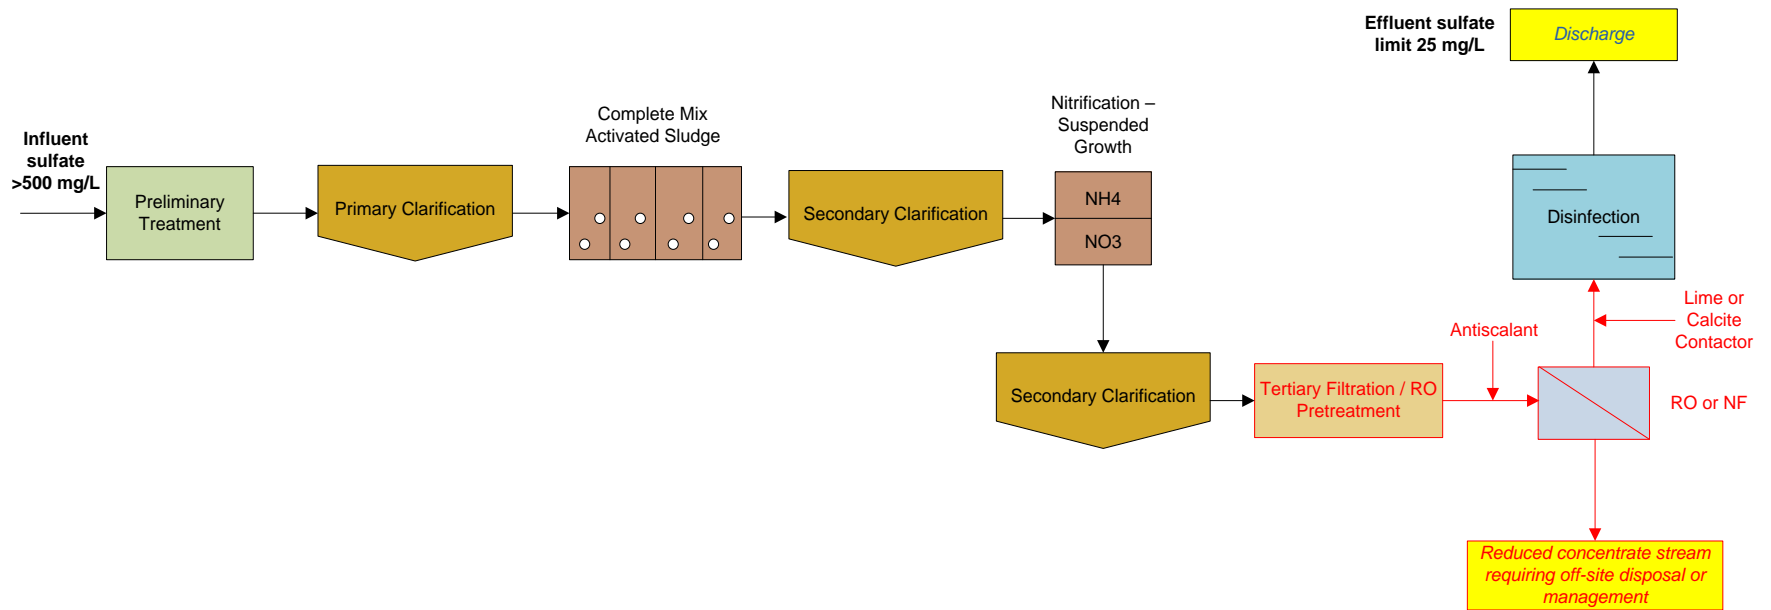 Influent
sulfate
>500 mg/L
Preliminary
Treatment
Primary Clarification
Complete Mix
Activated Sludge
Secondary Clarification
Nitrification –
Suspended
Growth
NH4
NO3
Secondary Clarification
Tertiary Filtration / RO
Pretreatment
Antiscalant
RO or NF
Lime or
Calcite
Contactor
Disinfection
Effluent sulfate
limit 25 mg/L
Discharge
Reduced concentrate stream
requiring off-site disposal or
management